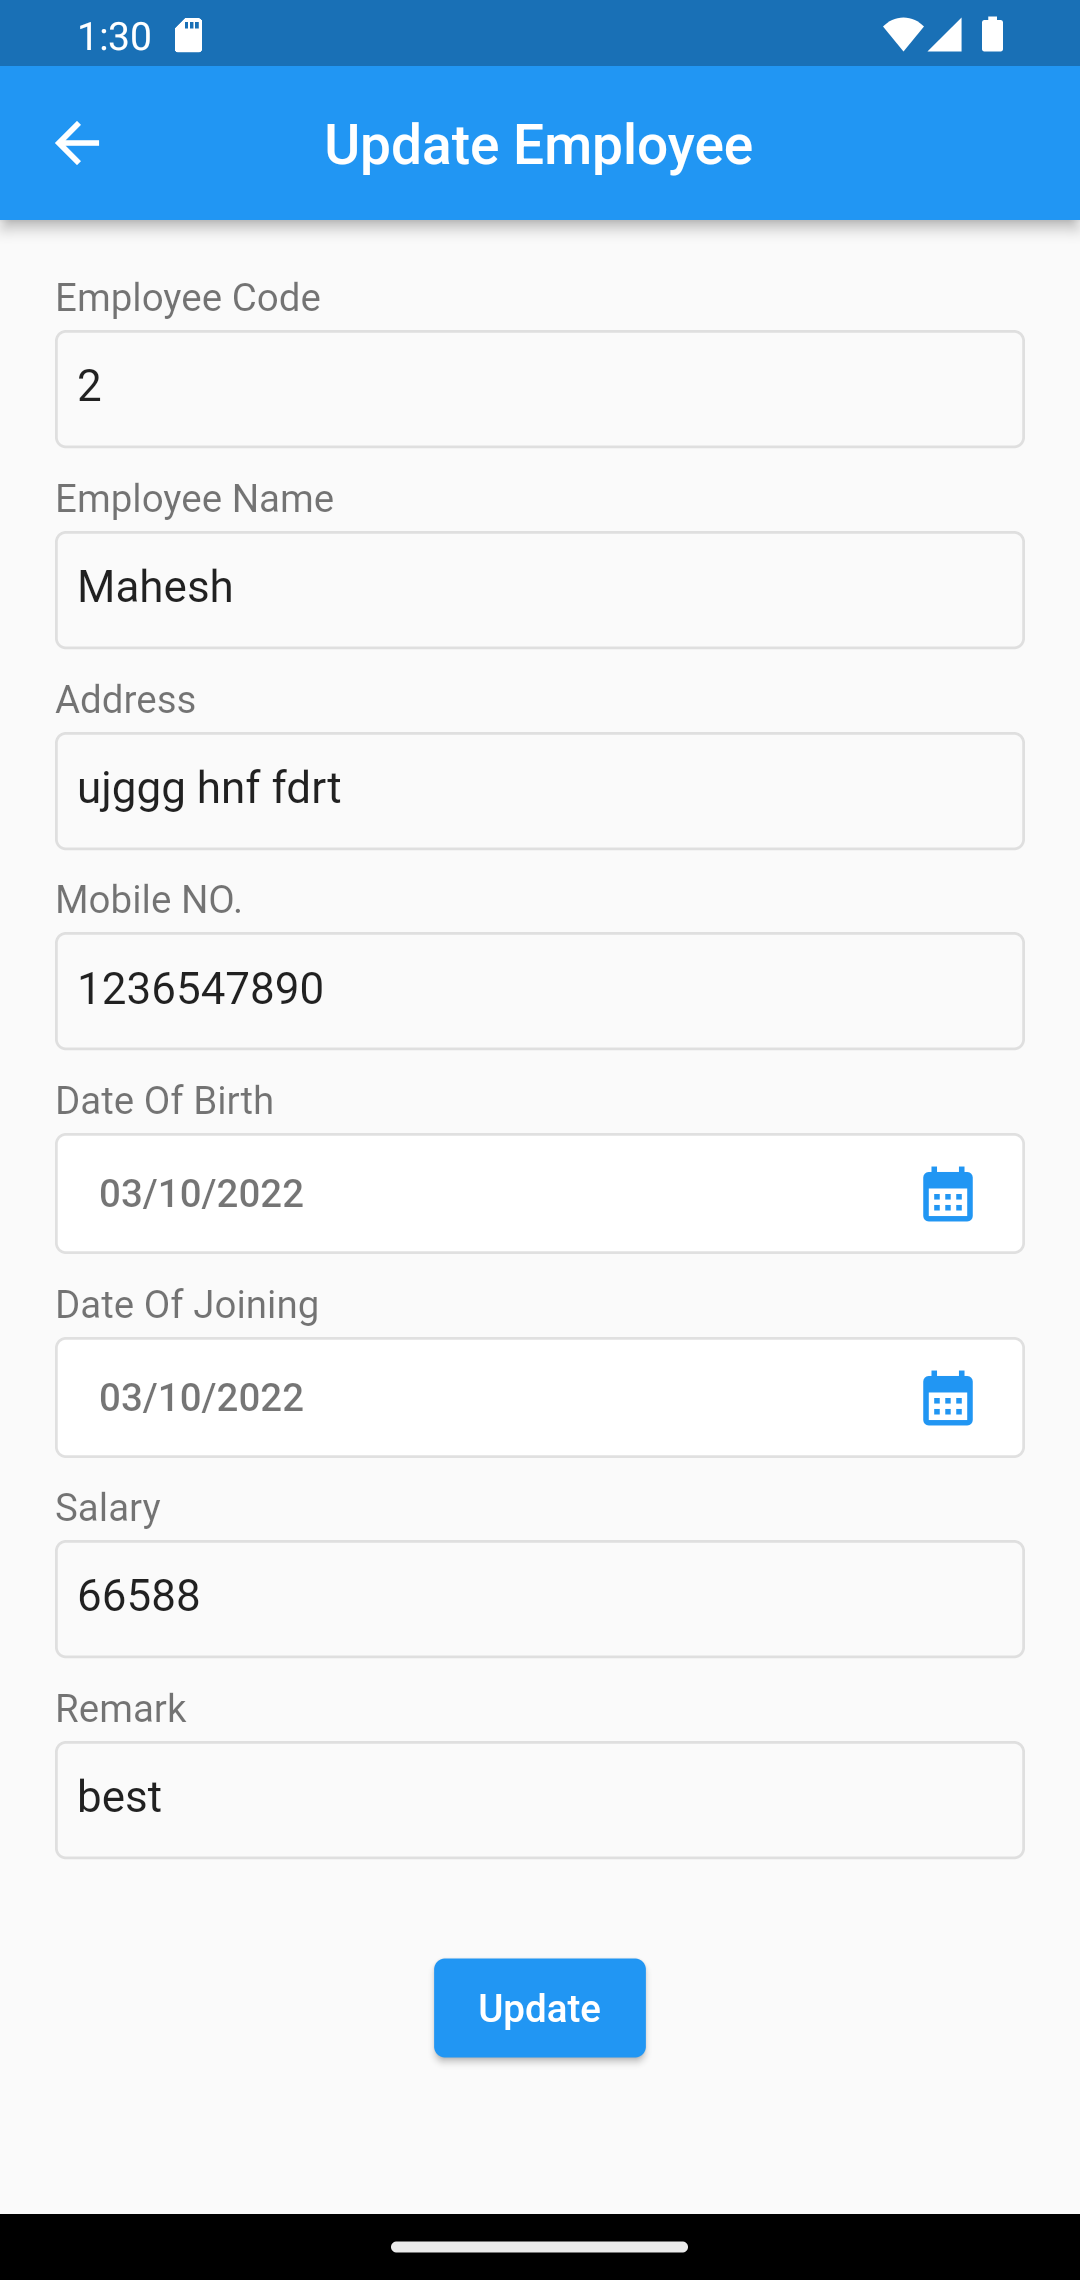 1:30
Update Employee
Employee Code
2
Employee Name
Mahesh
Address
ujggg hnf fdrt
Mobile NO.
1236547890
Date Of Birth
03/10/2022
Date Of Joining
03/10/2022
Salary
66588
Remark
best
Update